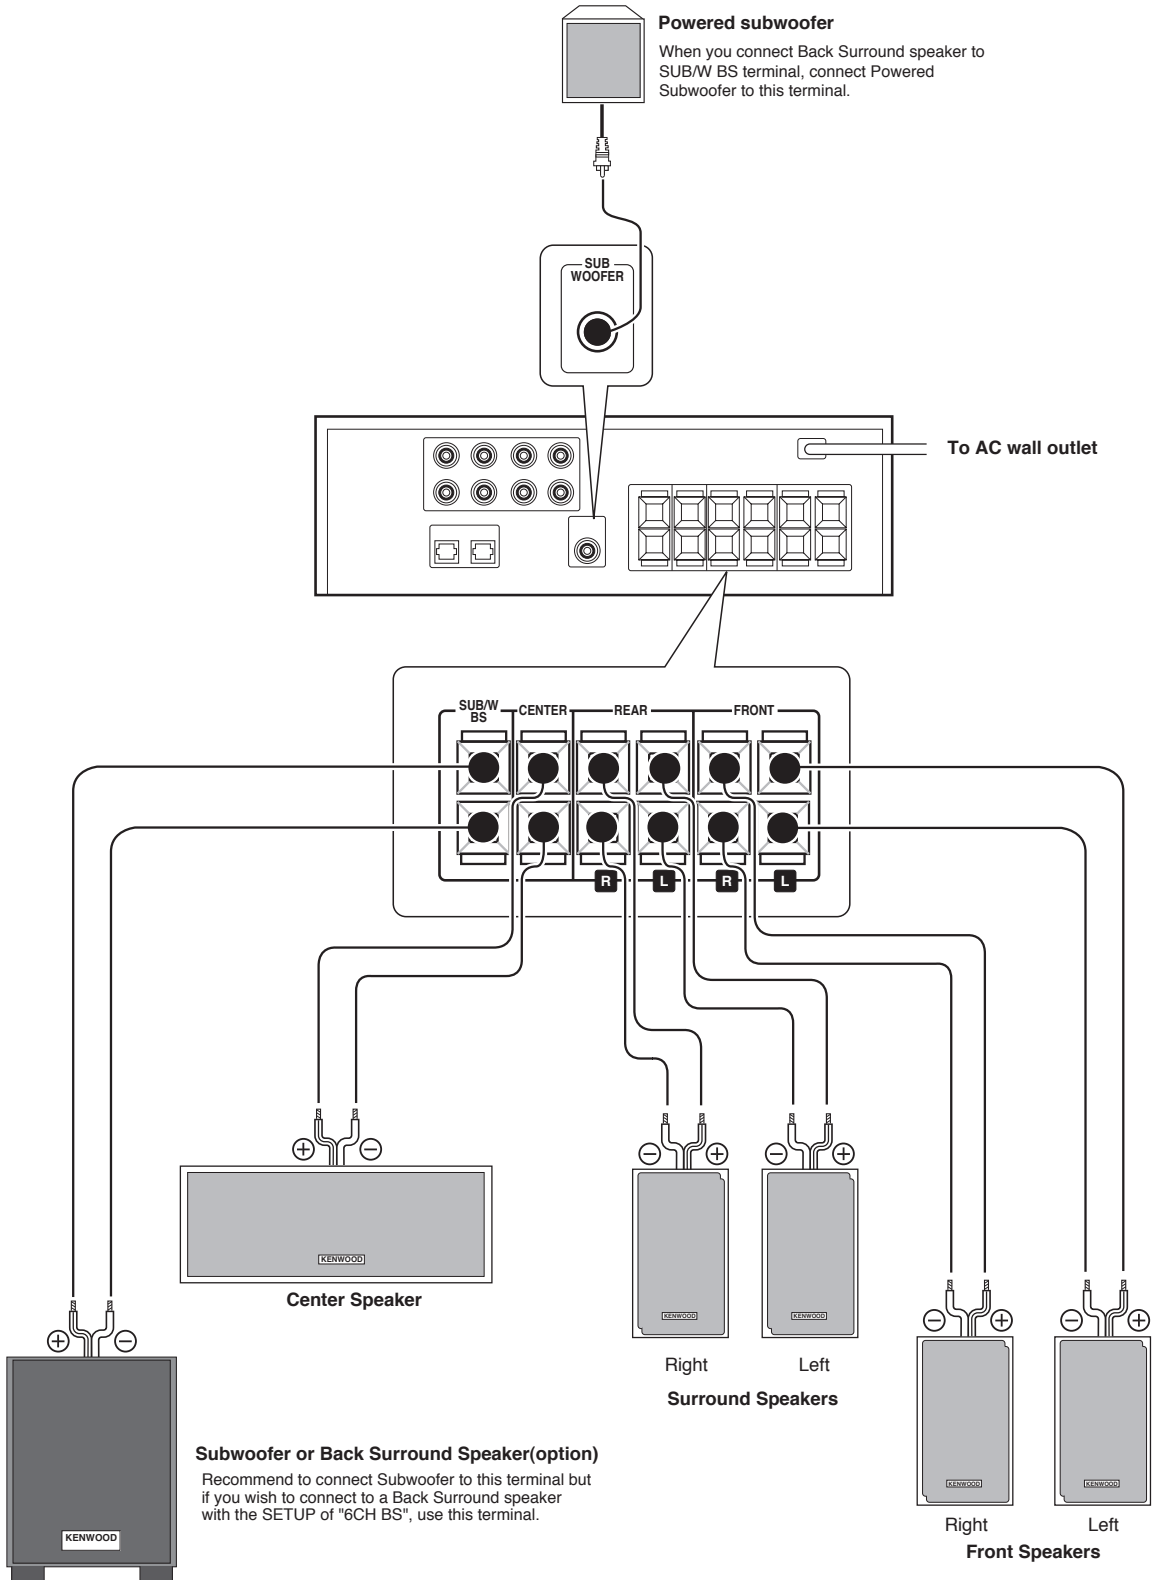 Powered subwoofer
When you connect Back Surround speaker to
SUB/W BS terminal, connect Powered
Subwoofer to this terminal.
SUB
WOOFER
To AC wall outlet
SUB/W
BS
CENTER
REAR
FRONT
R
L
R
L
+
−
−
+
−
+
KENWOOD
Center Speaker
KENWOOD
KENWOOD
+
−
−
+
−
+
Right
Left
Surround Speakers
Subwoofer or Back Surround Speaker(option)
Recommend to connect Subwoofer to this terminal but
if you wish to connect to a Back Surround speaker
with the SETUP of "6CH BS", use this terminal.
KENWOOD
KENWOOD
KENWOOD
Right
Left
Front Speakers